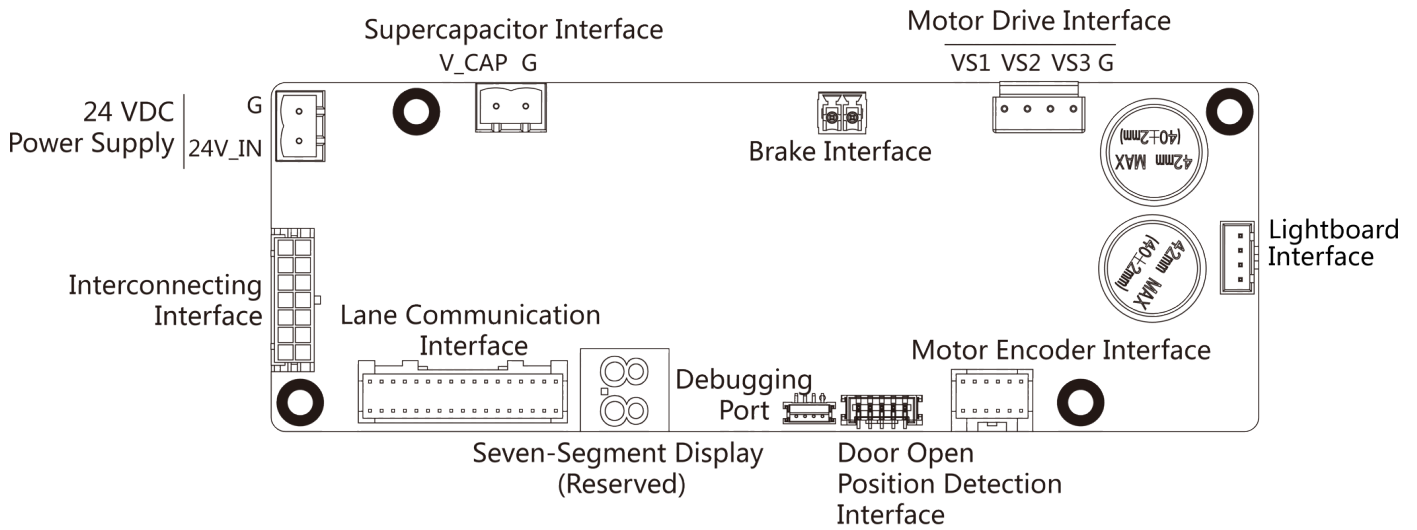 Supercapacitor Interface
V_CAP G
Motor Drive Interface
VS1 VS2 VS3 G
24 VDC
Power Supply
G
24V_IN
Brake Interface
42mm MAX
(40±2mm)
42mm MAX
(40±2mm)
Lightboard
Interface
Interconnecting
Interface
Lane Communication
Interface
Motor Encoder Interface
Debugging
Port
Seven-Segment Display
(Reserved)
Door Open
Position Detection
Interface